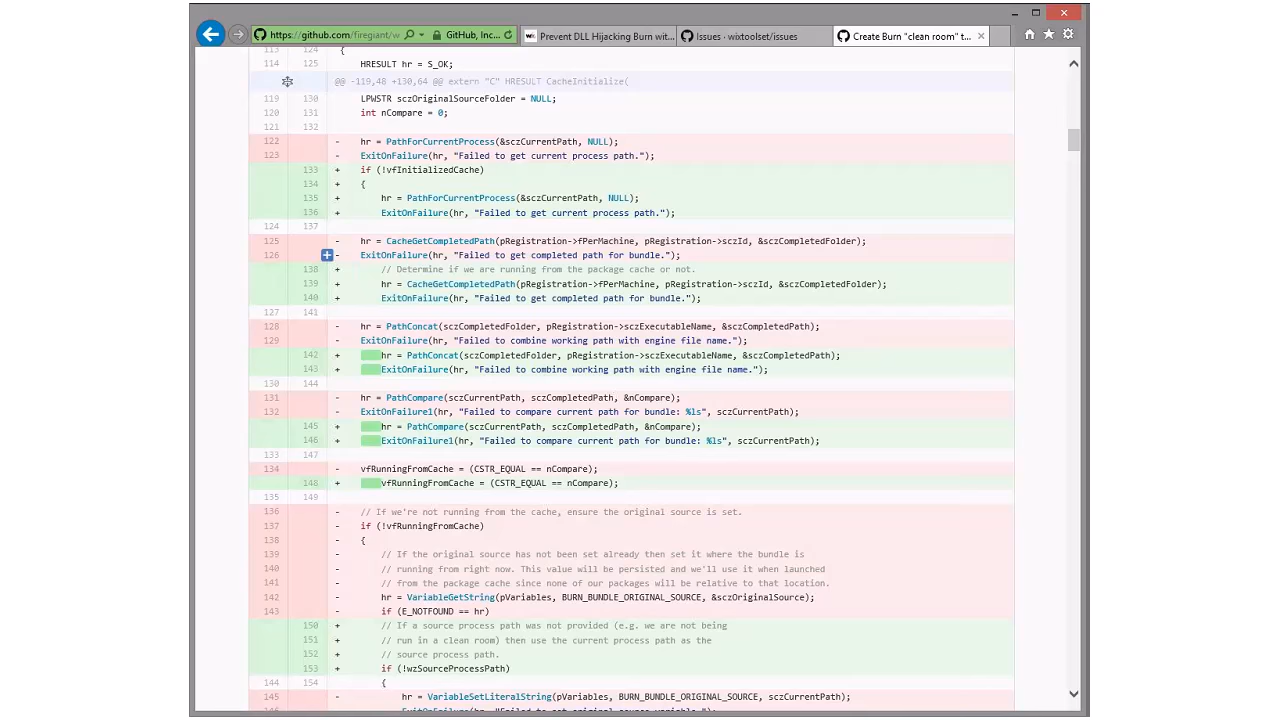 https://github.com/firegiant/w GitHub, Inc... Prevent DLL Hijacking Burn wit... Issues · wixtoolset/issues Create Burn "clean room" t...
113 124 {
114 125 HRESULT hr = S_OK;
@@ -119,48 +130,64 @@ extern "C" HRESULT CacheInitialize(
119 130 LPWSTR sczOriginalSourceFolder = NULL;
120 131 int nCompare = 0;
121 132
122 - hr = PathForCurrentProcess(&sczCurrentPath, NULL);
123 - ExitOnFailure(hr, "Failed to get current process path.");
133 + if (!vfInitializedCache)
134 + {
135 + hr = PathForCurrentProcess(&sczCurrentPath, NULL);
136 + ExitOnFailure(hr, "Failed to get current process path.");
124 137
125 - hr = CacheGetCompletedPath(pRegistration->fPerMachine, pRegistration->sczId, &sczCompletedFolder);
126 - ExitOnFailure(hr, "Failed to get completed path for bundle.");
138 + // Determine if we are running from the package cache or not.
139 + hr = CacheGetCompletedPath(pRegistration->fPerMachine, pRegistration->sczId, &sczCompletedFolder);
140 + ExitOnFailure(hr, "Failed to get completed path for bundle.");
127 141
128 - hr = PathConcat(sczCompletedFolder, pRegistration->sczExecutableName, &sczCompletedPath);
129 - ExitOnFailure(hr, "Failed to combine working path with engine file name.");
142 + hr = PathConcat(sczCompletedFolder, pRegistration->sczExecutableName, &sczCompletedPath);
143 + ExitOnFailure(hr, "Failed to combine working path with engine file name.");
130 144
131 - hr = PathCompare(sczCurrentPath, sczCompletedPath, &nCompare);
132 - ExitOnFailure1(hr, "Failed to compare current path for bundle: %ls", sczCurrentPath);
145 + hr = PathCompare(sczCurrentPath, sczCompletedPath, &nCompare);
146 + ExitOnFailure1(hr, "Failed to compare current path for bundle: %ls", sczCurrentPath);
133 147
134 - vfRunningFromCache = (CSTR_EQUAL == nCompare);
148 + vfRunningFromCache = (CSTR_EQUAL == nCompare);
135 149
136 - // If we're not running from the cache, ensure the original source is set.
137 - if (!vfRunningFromCache)
138 - {
139 - // If the original source has not been set already then set it where the bundle is
140 - // running from right now. This value will be persisted and we'll use it when launched
141 - // from the package cache since none of our packages will be relative to that location.
142 - hr = VariableGetString(pVariables, BURN_BUNDLE_ORIGINAL_SOURCE, &sczOriginalSource);
143 - if (E_NOTFOUND == hr)
150 + // If a source process path was not provided (e.g. we are not being
151 + // run in a clean room) then use the current process path as the
152 + // source process path.
153 + if (!wzSourceProcessPath)
144 154 {
145 - hr = VariableSetLiteralString(pVariables, BURN_BUNDLE_ORIGINAL_SOURCE, sczCurrentPath);
146 - ExitOnFailure(hr, "Failed to set original source variable.");